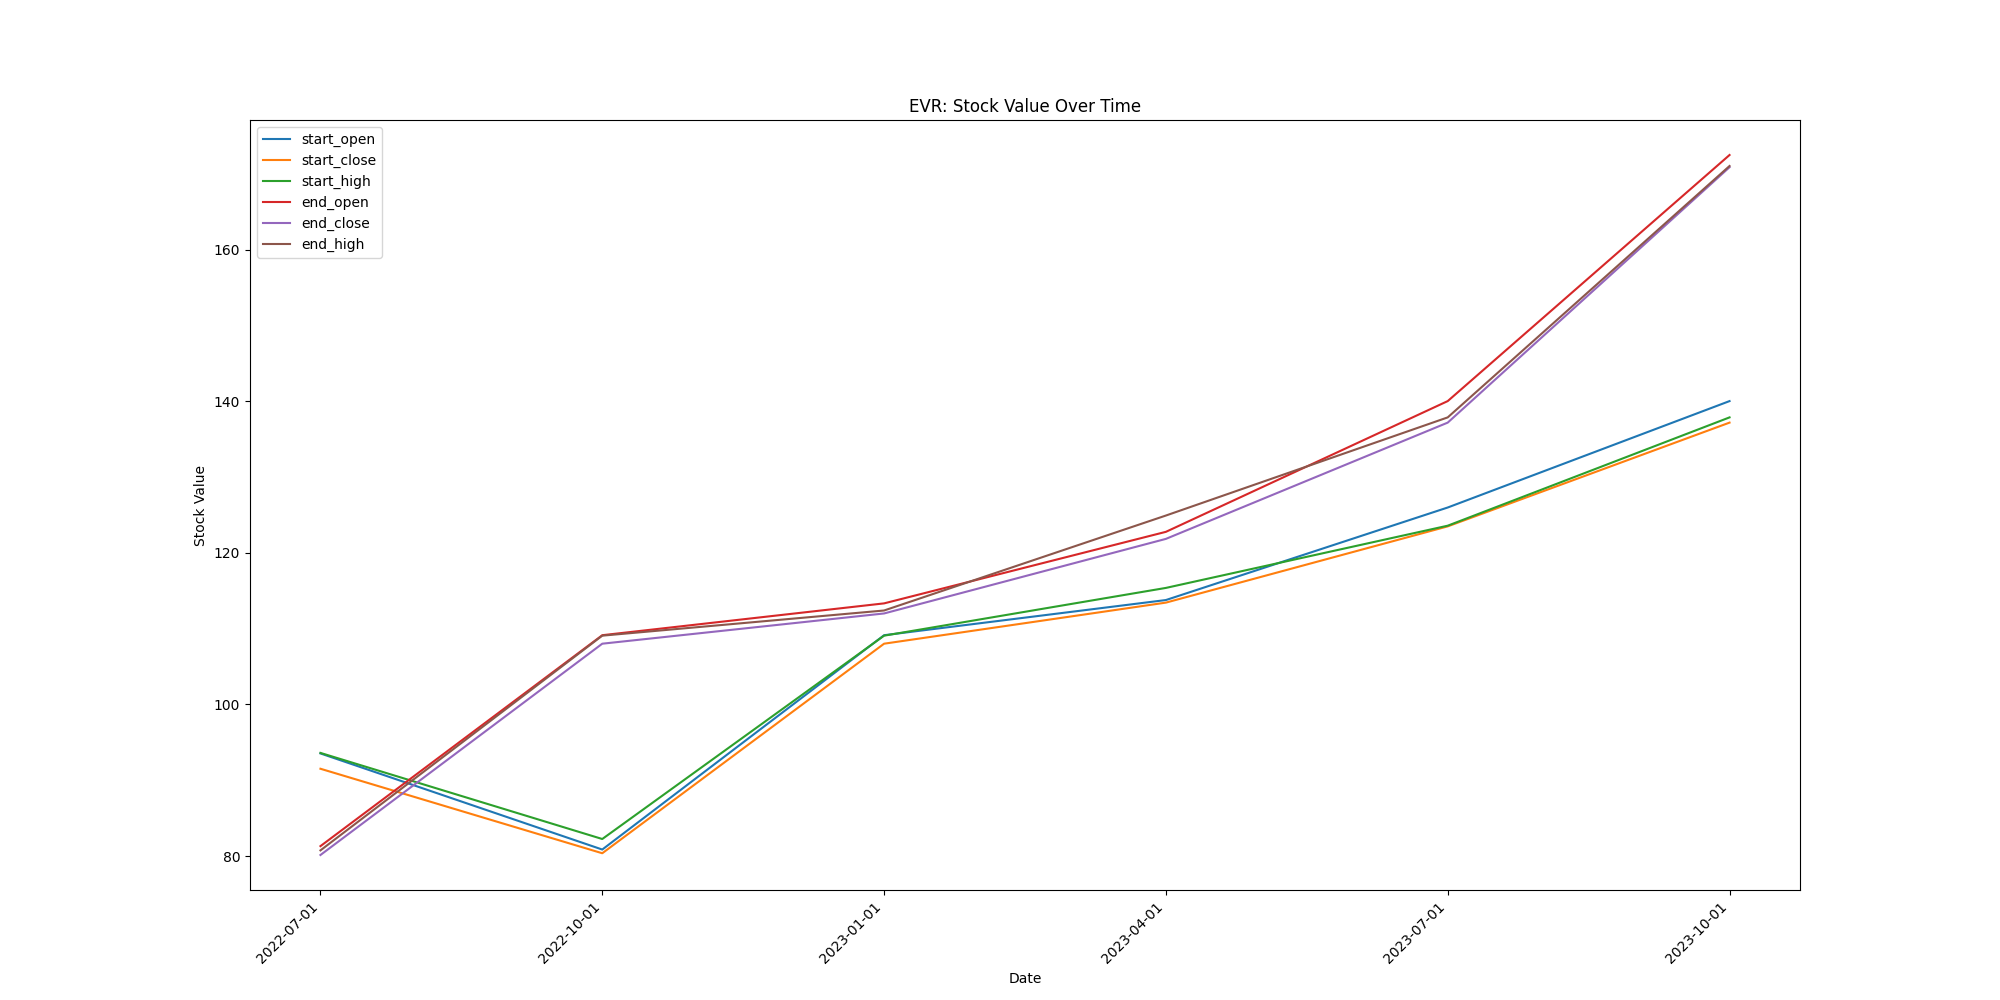 EVR: Stock Value Over Time
start_open
start_close
start_high
end_open
end_close
end_high
Stock Value
160
140
120
100
80
2022-07-01
2022-10-01
2023-01-01
2023-04-01
2023-07-01
2023-10-01
Date